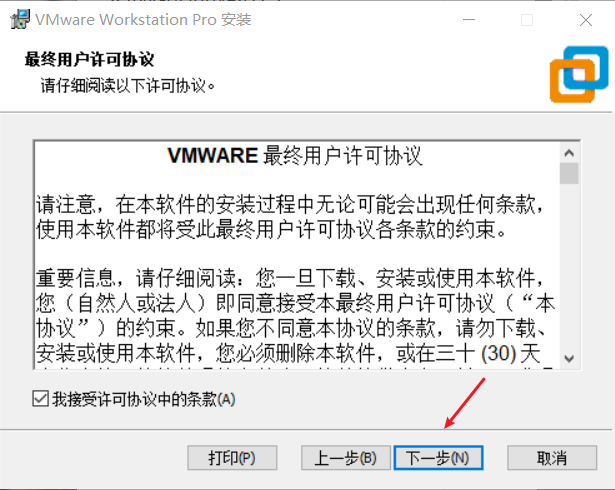 VMware Workstation Pro 安装
最终用户许可协议
请仔细阅读以下许可协议。
VMWARE 最终用户许可协议
请注意，在本软件的安装过程中无论可能会出现任何条款，
使用本软件都将受此最终用户许可协议各条款的约束。
重要信息，请仔细阅读：您一旦下载、安装或使用本软件，
您（自然人或法人）即同意接受本最终用户许可协议（“本
协议”）的约束。如果您不同意本协议的条款，请勿下载、
安装或使用本软件，您必须删除本软件，或在三十 (30) 天
我接受许可协议中的条款(A)
打印(P)
上一步(B)
下一步(N)
取消